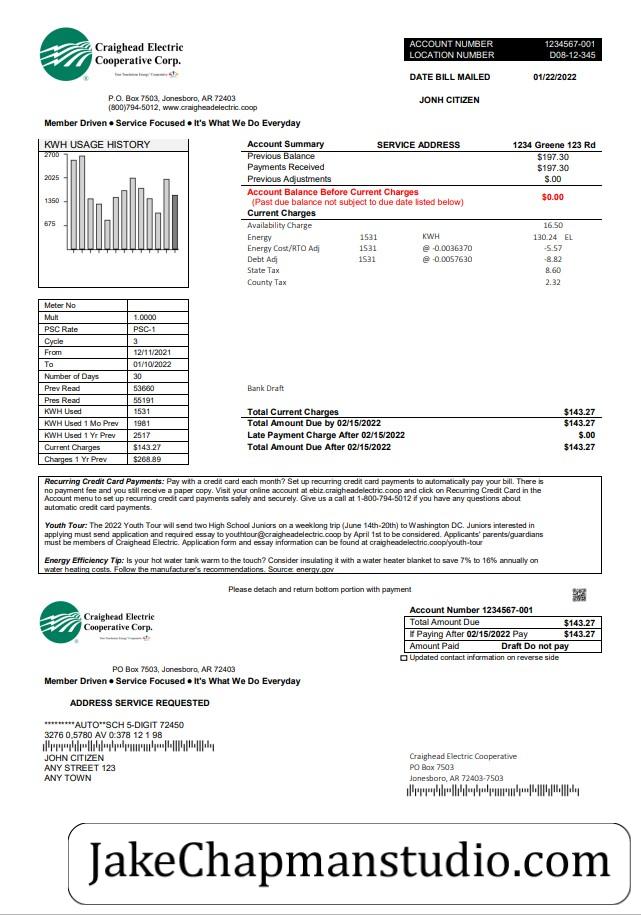 Craighead Electric
Cooperative Corp.
Your Touchstone Energy® Cooperative
ACCOUNT NUMBER 1234567-001
LOCATION NUMBER D08-12-345
DATE BILL MAILED 01/22/2022
P.O. Box 7503, Jonesboro, AR 72403
(800)794-5012, www.craigheadelectric.coop
JONH CITIZEN
Member Driven ● Service Focused ● It's What We Do Everyday
KWH USAGE HISTORY
2700
2025
1350
675
Account Summary SERVICE ADDRESS 1234 Greene 123 Rd
Previous Balance $197.30
Payments Received $197.30
Previous Adjustments $.00
Account Balance Before Current Charges $0.00
(Past due balance not subject to due date listed below)
Current Charges
Availability Charge 16.50
Energy 1531 KWH 130.24 EL
Energy Cost/RTO Adj 1531 @ -0.0036370 -5.57
Debt Adj 1531 @ -0.0057630 -8.82
State Tax 8.60
County Tax 2.32
Meter No
Mult 1.0000
PSC Rate PSC-1
Cycle 3
From 12/11/2021
To 01/10/2022
Number of Days 30
Prev Read 53660
Pres Read 55191
KWH Used 1531
KWH Used 1 Mo Prev 1981
KWH Used 1 Yr Prev 2517
Current Charges $143.27
Charges 1 Yr Prev $268.89
Bank Draft
Total Current Charges $143.27
Total Amount Due by 02/15/2022 $143.27
Late Payment Charge After 02/15/2022 $.00
Total Amount Due After 02/15/2022 $143.27
Recurring Credit Card Payments: Pay with a credit card each month? Set up recurring credit card payments to automatically pay your bill. There is
no payment fee and you still receive a paper copy. Visit your online account at ebiz.craigheadelectric.coop and click on Recurring Credit Card in the
Account menu to set up recurring card payments safely and securely. Give us a call at 1-800-794-5012 if you have any questions about
automatic credit card payments.
Youth Tour: The 2022 Youth Tour will send two High School Juniors on a weeklong trip (June 14th-20th) to Washington DC. Juniors interested in
applying must send application and required essay to youthtour@craigheadelectric.coop by April 1st to be considered. Applicants' parents/guardians
must be members of Craighead Electric. Application form and essay information can be found at craigheadelectric.coop/youth-tour
Energy Efficiency Tip: Is your hot water tank warm to the touch? Consider insulating it with a water heater blanket to save 7% to 16% annually on
water heating costs. Follow the manufacturer's recommendations. Source: energy.gov
Please detach and return bottom portion with payment
Craighead Electric
Cooperative Corp.
Your Touchstone Energy® Cooperative
Account Number 1234567-001
Total Amount Due $143.27
If Paying After 02/15/2022 Pay $143.27
Amount Paid Draft Do not pay
Updated contact information on reverse side
PO Box 7503, Jonesboro, AR 72403
Member Driven ● Service Focused ● It's What We Do Everyday
ADDRESS SERVICE REQUESTED
*********AUTO**SCH 5-DIGIT 72450
3276 0,5780 AV 0:378 12 1 98
JOHN CITIZEN
ANY STREET 123
ANY TOWN
Craighead Electric Cooperative
PO Box 7503
Jonesboro, AR 72403-7503
JakeChapmanstudio.com